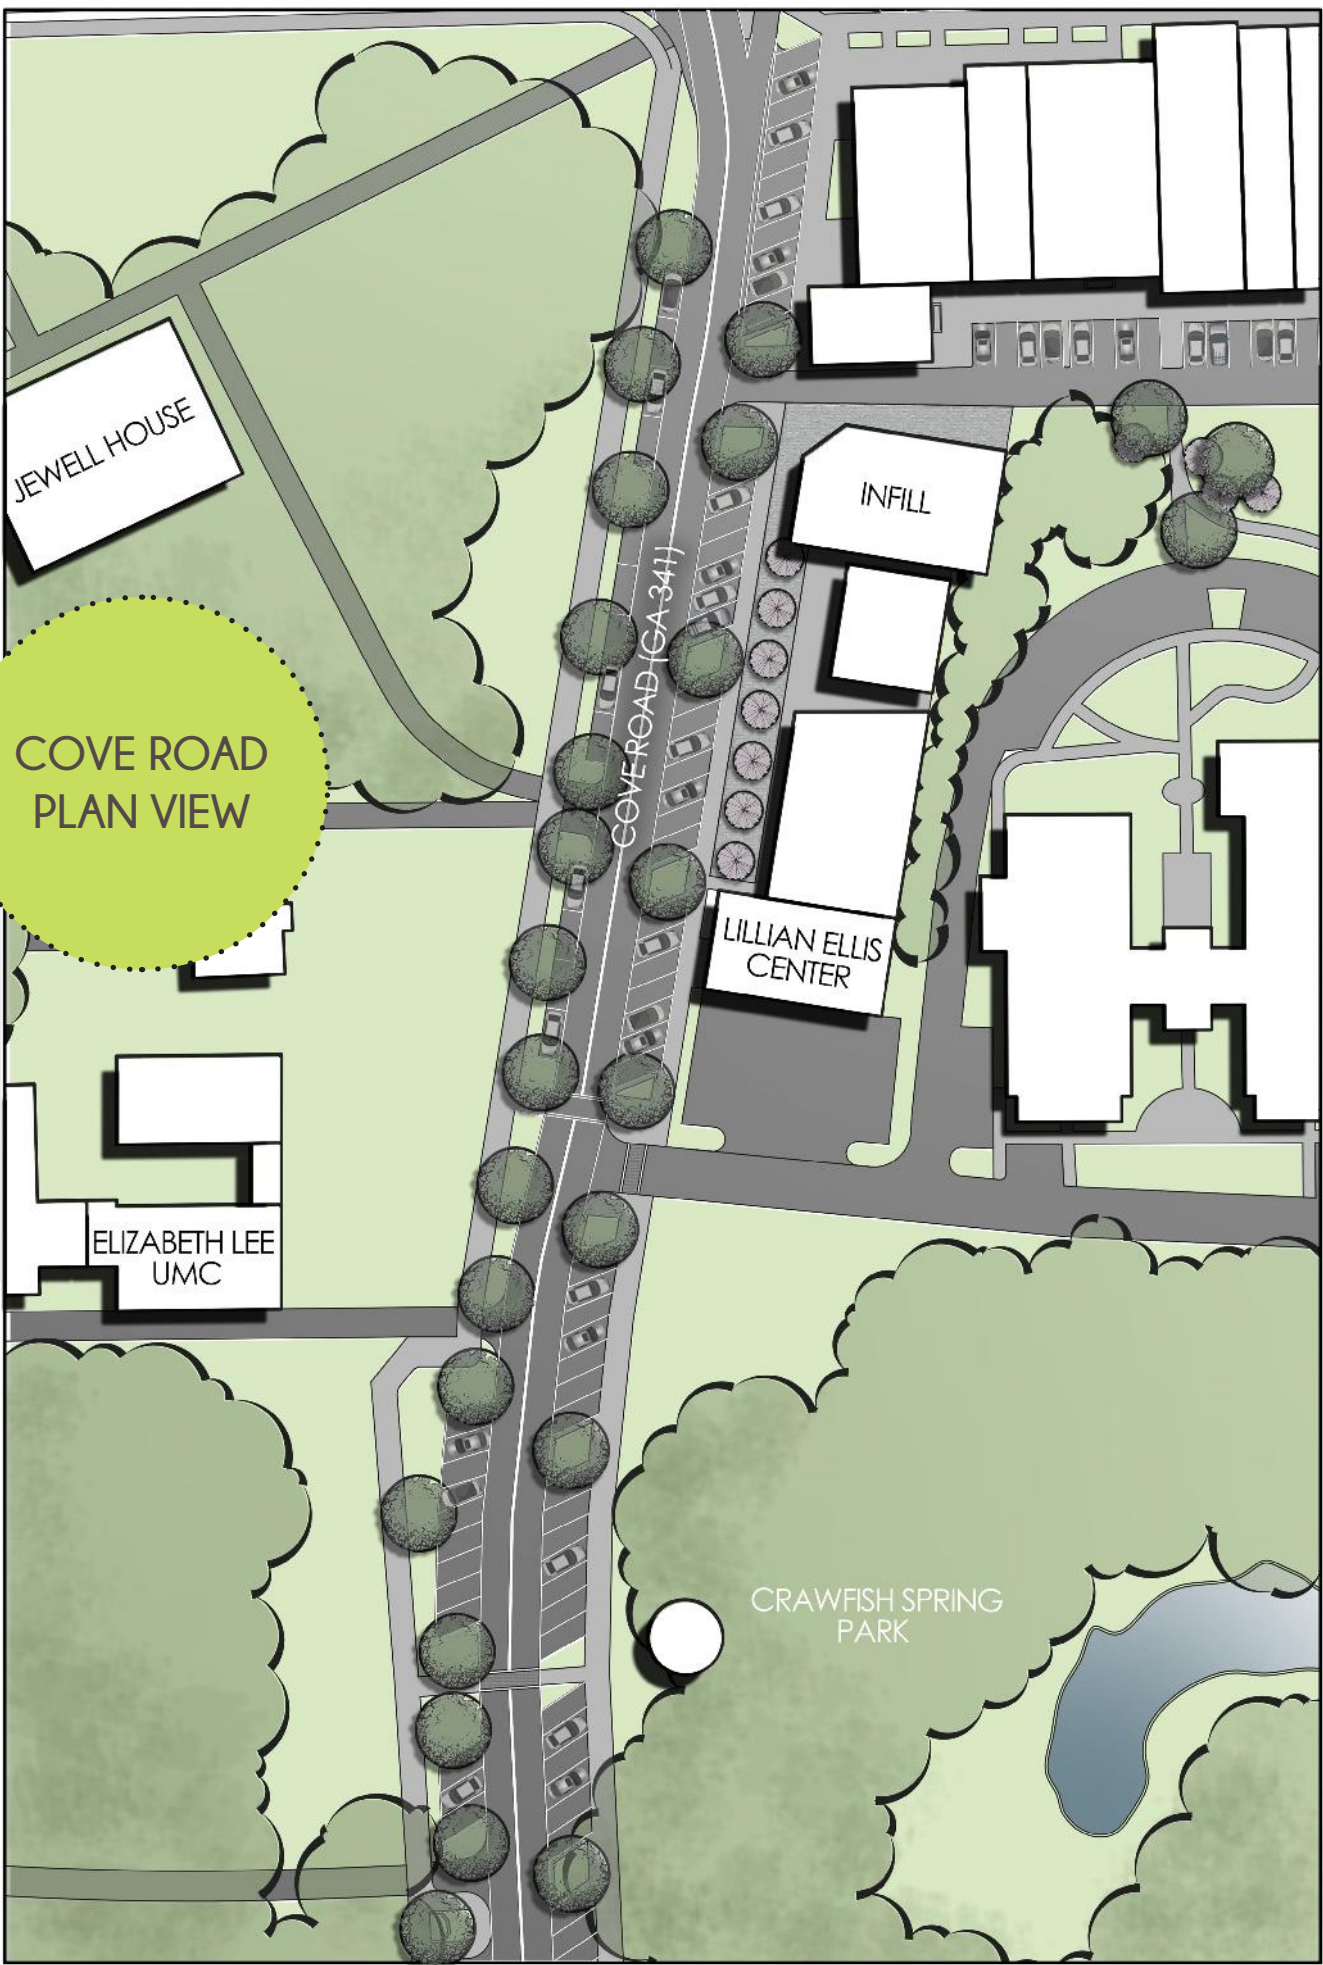 JEWELL HOUSE
INFILL
COVE ROAD (GA 341)
COVE ROAD
PLAN VIEW
LILLIAN ELLIS
CENTER
ELIZABETH LEE
UMC
CRAWFISH SPRING
PARK